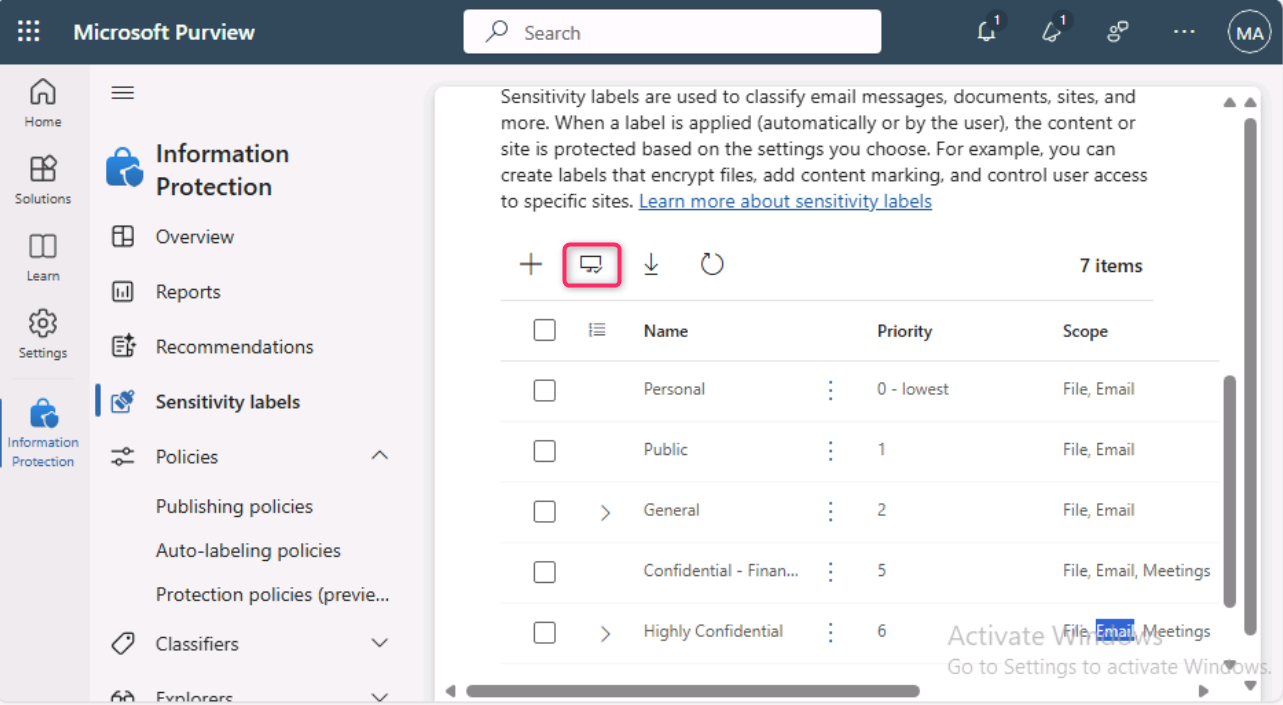 Microsoft Purview
Search
1
1
MA
Home
Solutions
Learn
Settings
Information
Protection
Information
Protection
Overview
Reports
Recommendations
Sensitivity labels
Policies
Publishing policies
Auto-labeling policies
Protection policies (previe...
Classifiers
Explorers
Sensitivity labels are used to classify email messages, documents, sites, and
more. When a label is applied (automatically or by the user), the content or
site is protected based on the settings you choose. For example, you can
create labels that encrypt files, add content marking, and control user access
to specific sites. Learn more about sensitivity labels
7 items
Name Priority Scope
Personal 0 - lowest File, Email
Public 1 File, Email
General 2 File, Email
Confidential - Finan... 5 File, Email, Meetings
Highly Confidential 6 File, Email, Meetings
Activate Windows
Go to Settings to activate Windows.